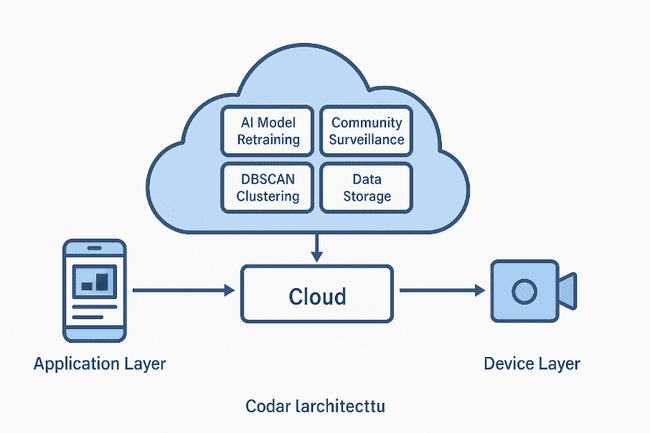 AI Model
Retraining
Community
Surveillance
DBSCAN
Clustering
Data
Storage
Cloud
Application Layer
Device Layer
Codar larchitecttu